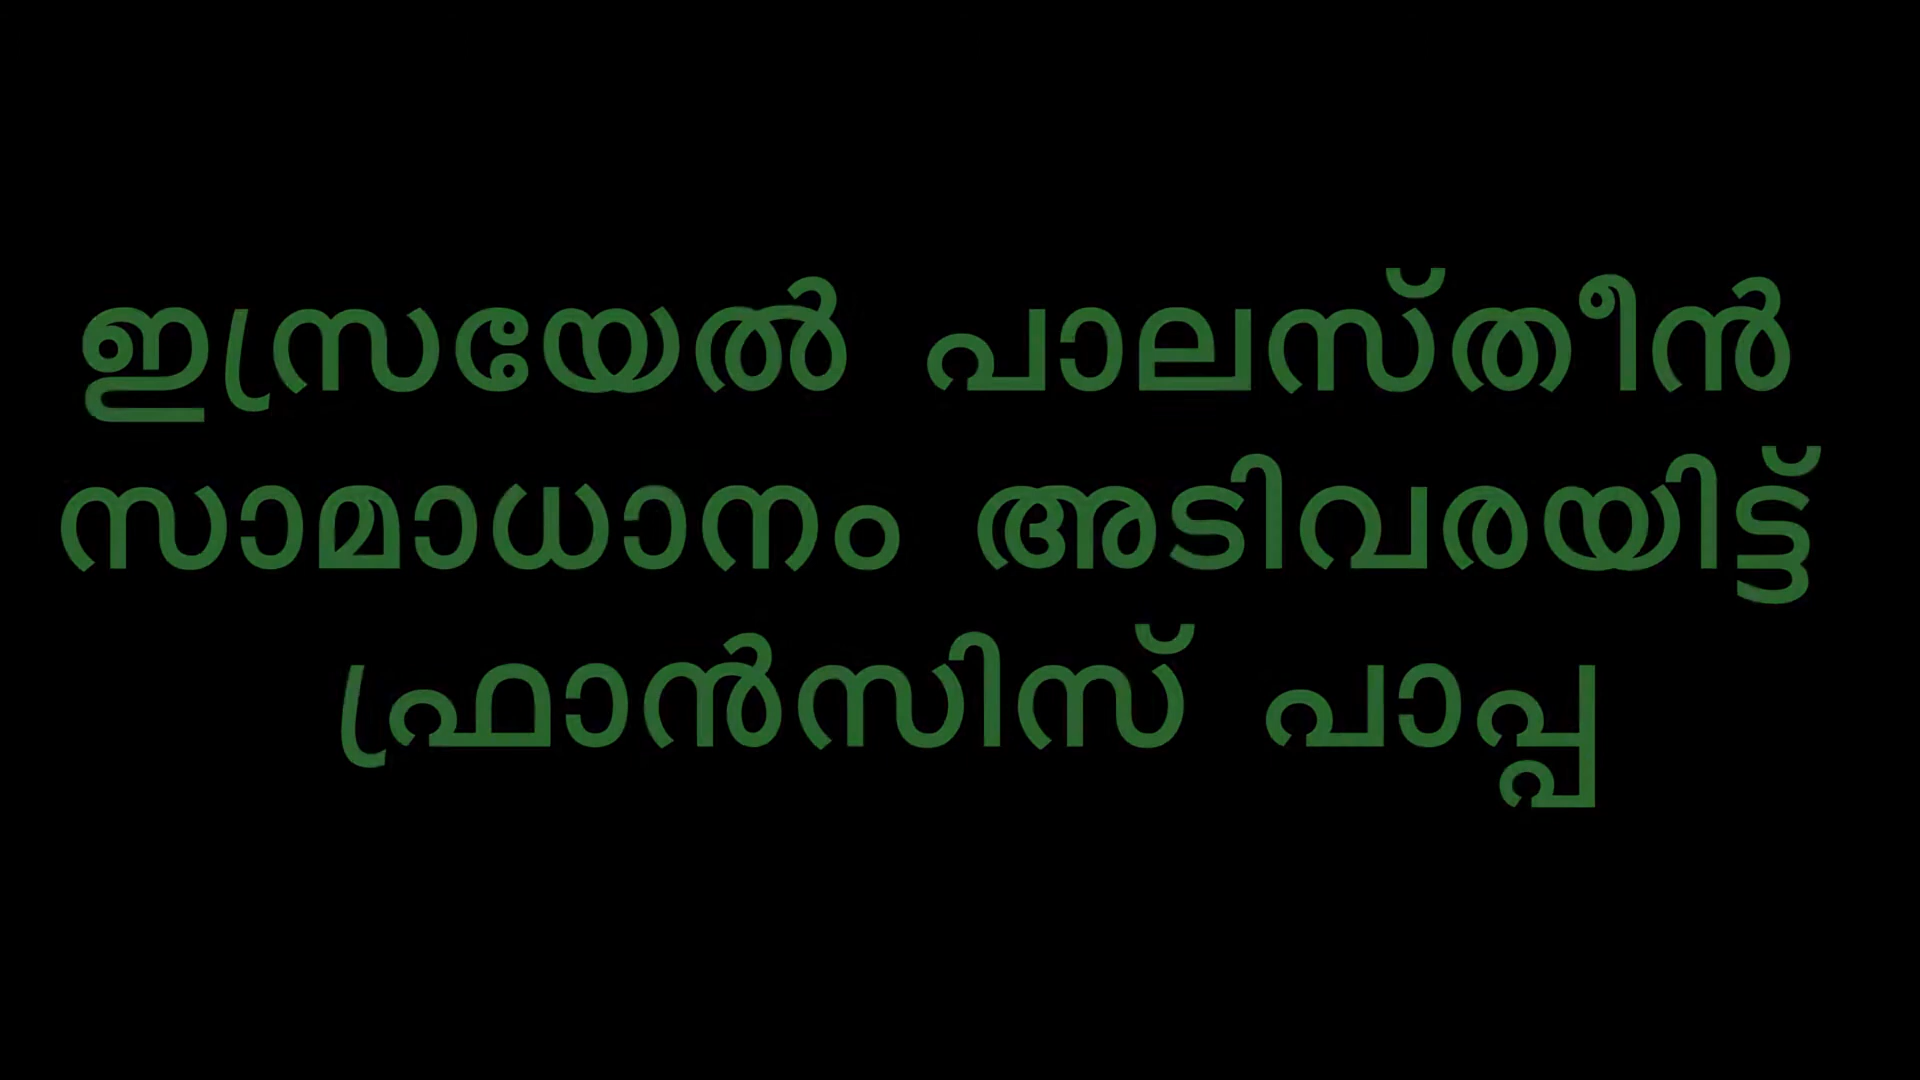 ഇസ്രയേൽ പാലസ്തീൻ
സാമാധാനം അടിവരയിട്ട്
ഫ്രാൻസിസ് പാപ്പ